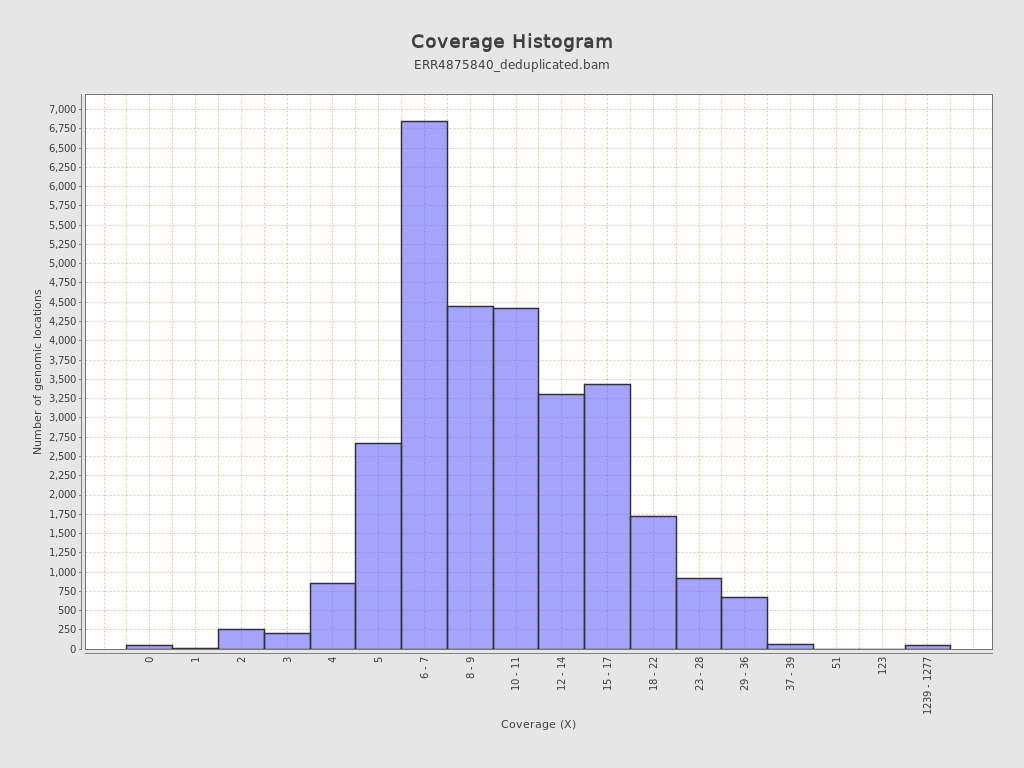 Coverage Histogram
ERR4875840_deduplicated.bam
Number of genomic locations
7,000
6,750
6,500
6,250
6,000
5,750
5,500
5,250
5,000
4,750
4,500
4,250
4,000
3,750
3,500
3,250
3,000
2,750
2,500
2,250
2,000
1,750
1,500
1,250
1,000
750
500
250
0
0
1
2
3
4
5
6 - 7
8 - 9
10 - 11
12 - 14
15 - 17
18 - 22
23 - 28
29 - 36
37 - 39
51
123
1239 - 1277
Coverage (X)